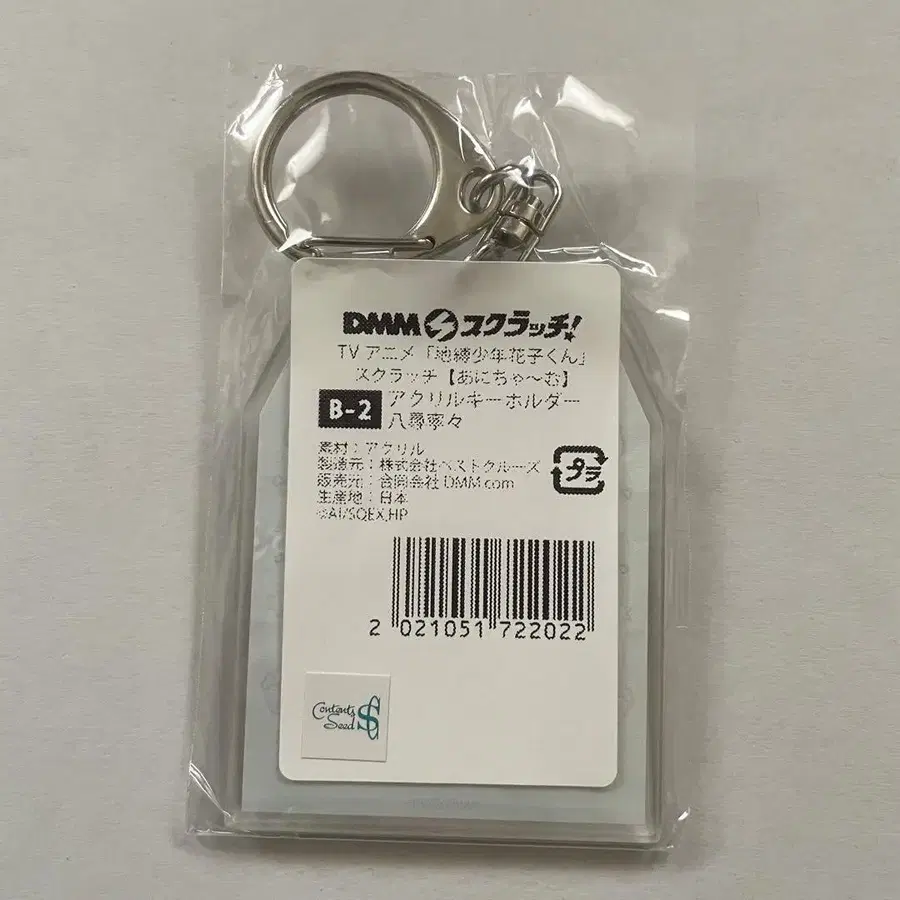 DMM スクラッチ!
TV アニメ「地縛少年花子くん」
スクラッチ【あにちゃ〜む】
B-2 アクリルキーホルダー
八尋寧々
素材：アクリル
製造元：株式会社ベストクルーズ
販売元：合同会社 DMM.com
生産地：日本
©AI/SQEX,HP
プラ
2 021051 722022
Contents
Seed